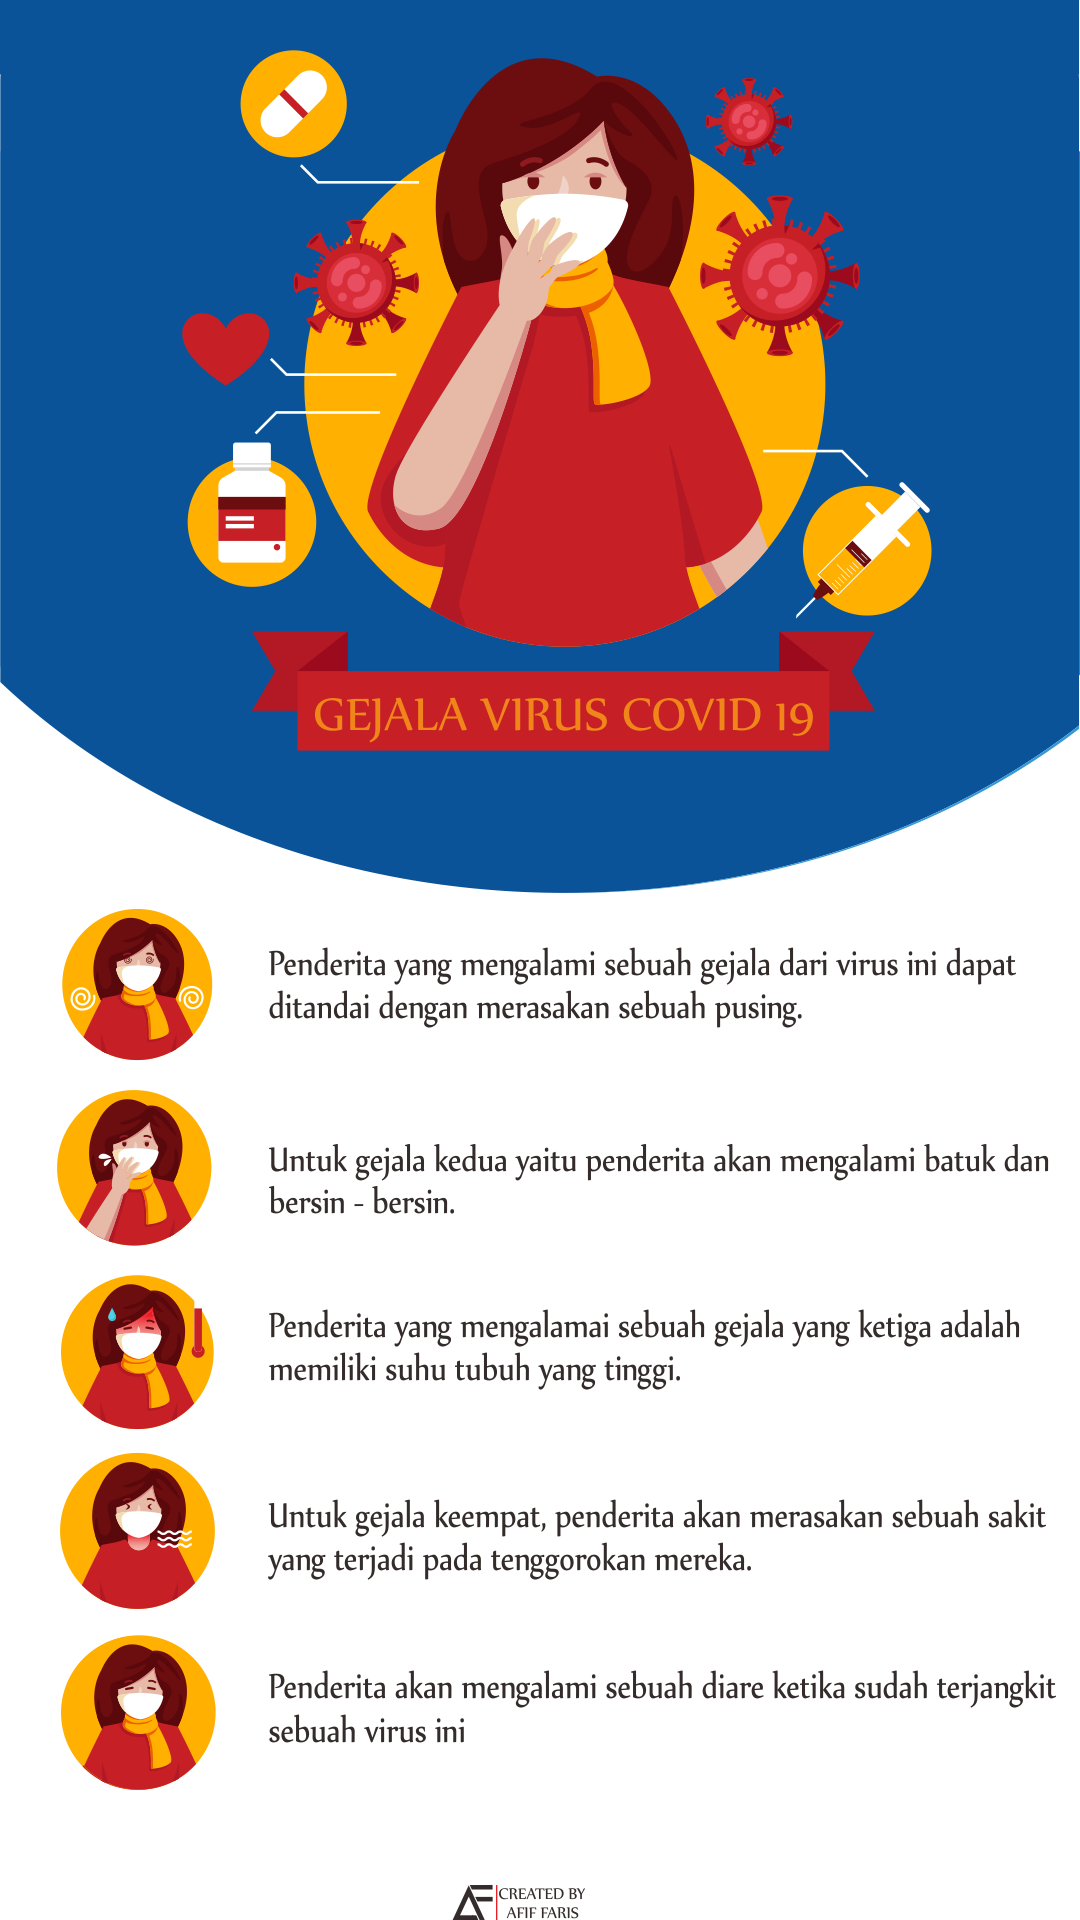 GEJALA VIRUS COVID 19
Penderita yang mengalami sebuah gejala dari virus ini dapat
ditandai dengan merasakan sebuah pusing.
Untuk gejala kedua yaitu penderita akan mengalami batuk dan
bersin - bersin.
Penderita yang mengalamai sebuah gejala yang ketiga adalah
memiliki suhu tubuh yang tinggi.
Untuk gejala keempat, penderita akan merasakan sebuah sakit
yang terjadi pada tenggorokan mereka.
Penderita akan mengalami sebuah diare ketika sudah terjangkit
sebuah virus ini
AF CREATED BY
AFIF FARIS